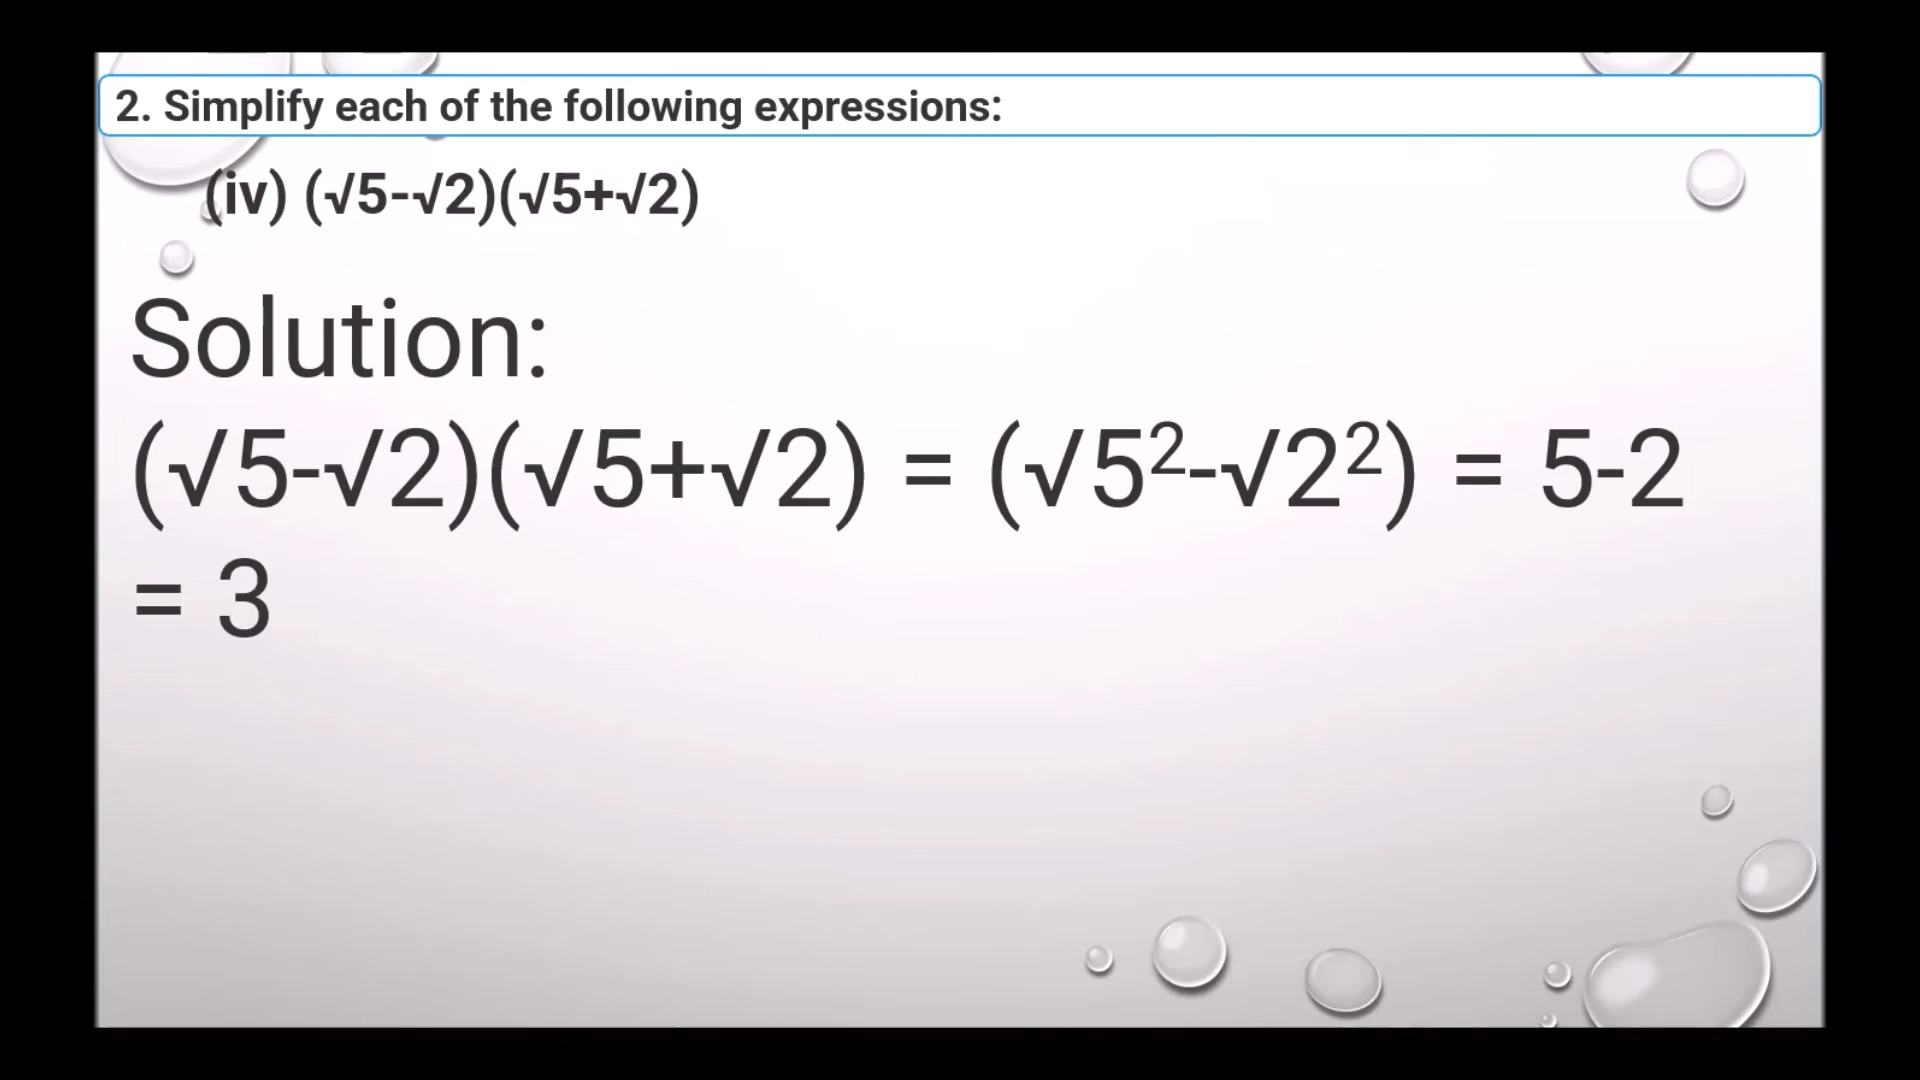 2. Simplify each of the following expressions:
(iv) (√5-√2)(√5+√2)
Solution:
(√5-√2)(√5+√2) = (√5²-√2²) = 5-2
= 3